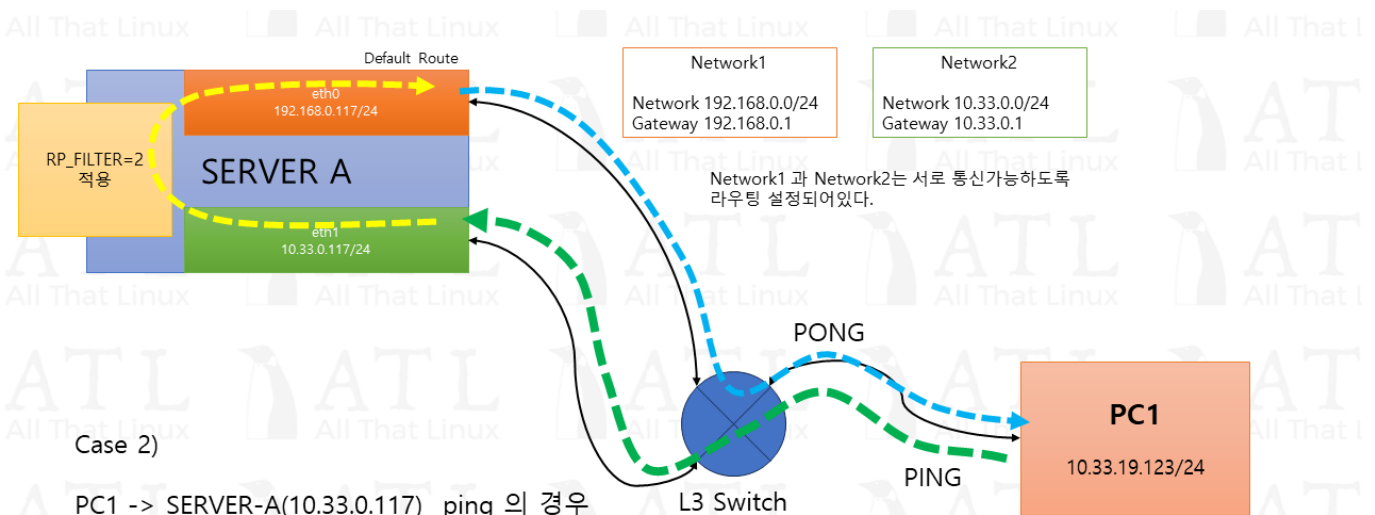 Default Route
eth0
192.168.0.117/24
RP_FILTER=2
적용
SERVER A
eth1
10.33.0.117/24
Network1
Network 192.168.0.0/24
Gateway 192.168.0.1
Network2
Network 10.33.0.0/24
Gateway 10.33.0.1
Network1 과 Network2는 서로 통신가능하도록
라우팅 설정되어있다.
PONG
PING
PC1
10.33.19.123/24
L3 Switch
Case 2)
PC1 -> SERVER-A(10.33.0.117) ping 의 경우
ATL
All That Linux